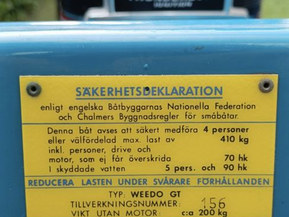 SÄKERHETSDEKLARATION
enligt engelska Båtbyggarnas Nationella Federation
och Chalmers Byggnadsregler för småbåtar.
Denna båt avses att säkert medföra 4 personer
eller välfördelad max. last av 410 kg
inkl. personer, drive och
motor, som ej får överskrida 70 hk
I skyddade vatten 5 pers. och 90 hk
REDUCERA LASTEN UNDER SVÅRARE FÖRHÅLLANDEN
TYP: WEEDO GT
TILLVERKNINGSNUMMER: 156
VIKT UTAN MOTOR: c:a 200 kg